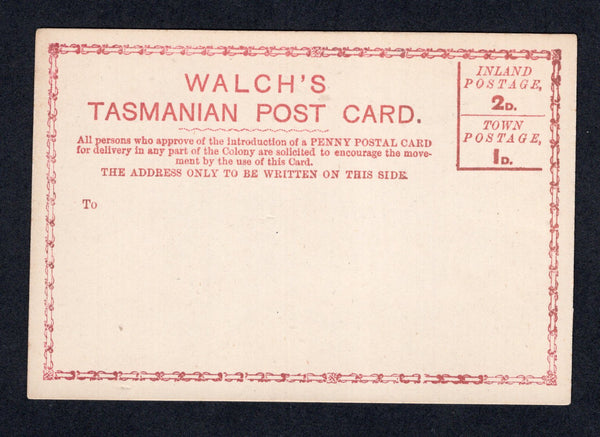 WALCH'S
TASMANIAN POST CARD.
All persons who approve of the introduction of a PENNY POSTAL CARD
for delivery in any part of the Colony are solicited to encourage the move-
ment by the use of this Card.
THE ADDRESS ONLY TO BE WRITTEN ON THIS SIDE.
To
INLAND
POSTAGE,
2D.
TOWN
POSTAGE,
1D.